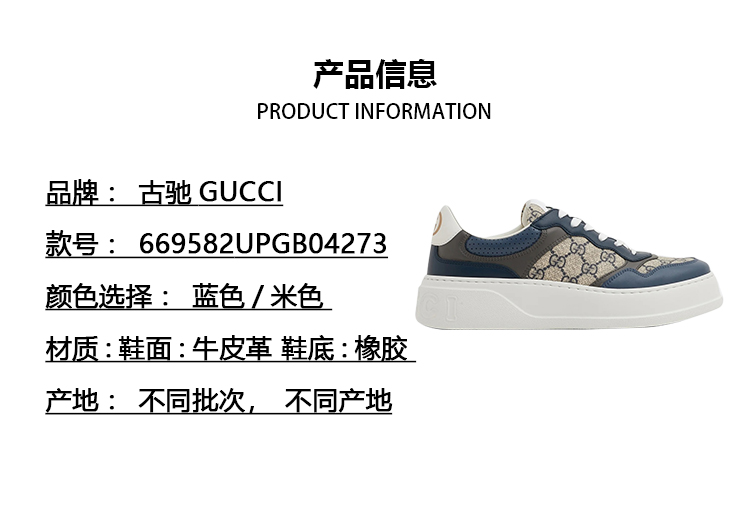 产品信息
PRODUCT INFORMATION
品牌： 古驰 GUCCI
款号： 669582UPGB04273
颜色选择： 蓝色 / 米色
材质 : 鞋面 : 牛皮革 鞋底 : 橡胶
产地： 不同批次， 不同产地